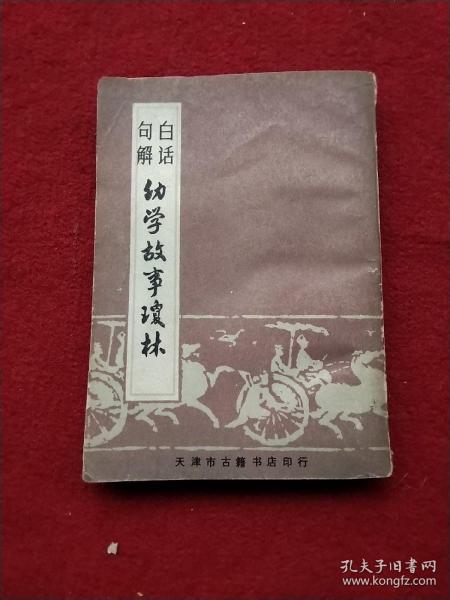 白话
句解
幼学故事琼林
天津市古籍书店印行
孔夫子旧书网
www.kongfz.com